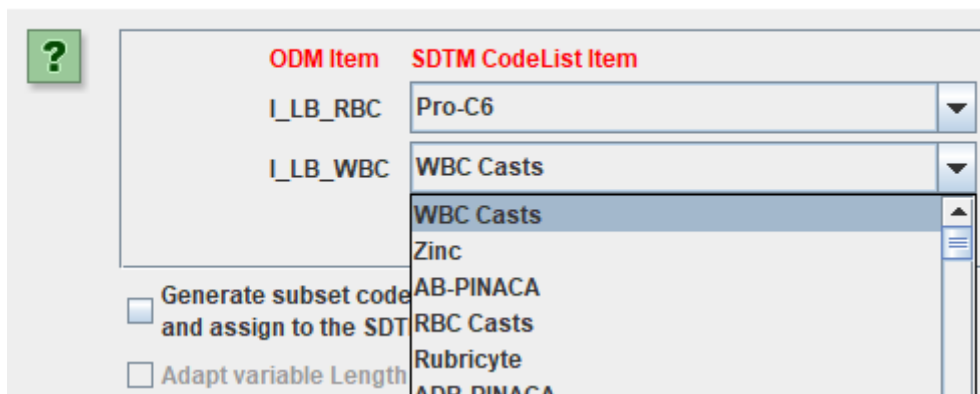 ?
ODM Item SDTM CodeList Item
I_LB_RBC Pro-C6
I_LB_WBC WBC Casts
WBC Casts
Zinc
AB-PINACA
RBC Casts
Rubricyte
Generate subset code
and assign to the SDT
Adapt variable Length